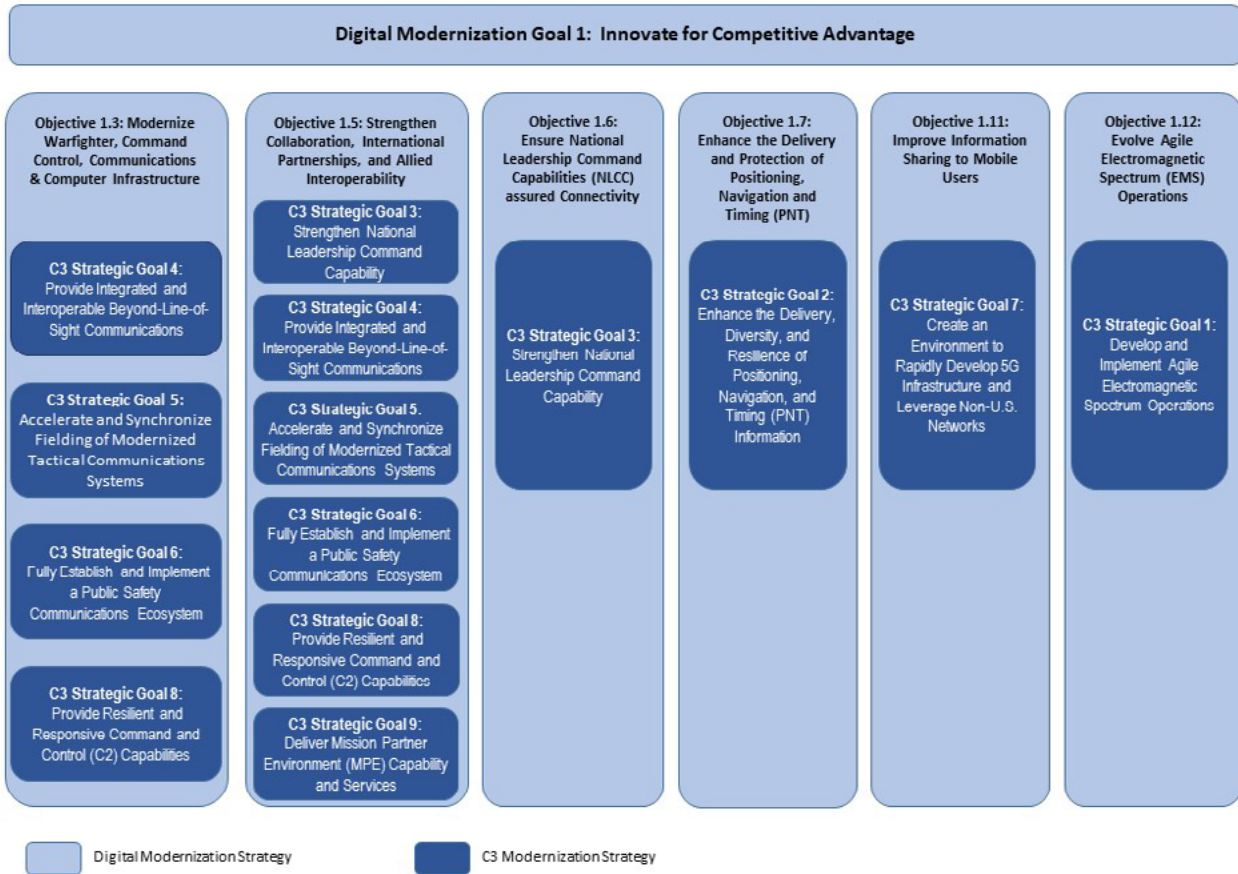 Digital Modernization Goal 1: Innovate for Competitive Advantage
Objective 1.3: Modernize
Warfighter, Command
Control, Communications
& Computer Infrastructure
C3 Strategic Goal 4:
Provide Integrated and
Interoperable Beyond-Line-of-
Sight Communications
C3 Strategic Goal 5:
Accelerate and Synchronize
Fielding of Modernized
Tactical Communications
Systems
C3 Strategic Goal 6:
Fully Establish and Implement
a Public Safety
Communications Ecosystem
C3 Strategic Goal 8:
Provide Resilient and
Responsive Command and
Control (C2) Capabilities
Objective 1.5: Strengthen
Collaboration, International
Partnerships, and Allied
Interoperability
C3 Strategic Goal 3:
Strengthen National
Leadership Command
Capability
C3 Strategic Goal 4:
Provide Integrated and
Interoperable Beyond-Line-of-
Sight Communications
C3 Strategic Goal 5.
Accelerate and Synchronize
Fielding of Modernized Tactical
Communications Systems
C3 Strategic Goal 6:
Fully Establish and Implement
a Public Safety
Communications Ecosystem
C3 Strategic Goal 8:
Provide Resilient and
Responsive Command and
Control (C2) Capabilities
C3 Strategic Goal 9:
Deliver Mission Partner
Environment (MPE) Capability
and Services
Objective 1.6:
Ensure National
Leadership Command
Capabilities (NLCC)
assured Connectivity
C3 Strategic Goal 3:
Strengthen National
Leadership Command
Capability
Objective 1.7:
Enhance the Delivery
and Protection of
Positioning,
Navigation and
Timing (PNT)
C3 Strategic Goal 2:
Enhance the Delivery,
Diversity, and
Resilience of
Positioning,
Navigation, and
Timing (PNT)
Information
Objective 1.11:
Improve Information
Sharing to Mobile
Users
C3 Strategic Goal 7:
Create an
Environment to
Rapidly Develop 5G
Infrastructure and
Leverage Non-U.S.
Networks
Objective 1.12:
Evolve Agile
Electromagnetic
Spectrum (EMS)
Operations
C3 Strategic Goal 1:
Develop and
Implement Agile
Electromagnetic
Spectrum Operations
Digital Modernization Strategy
C3 Modernization Strategy